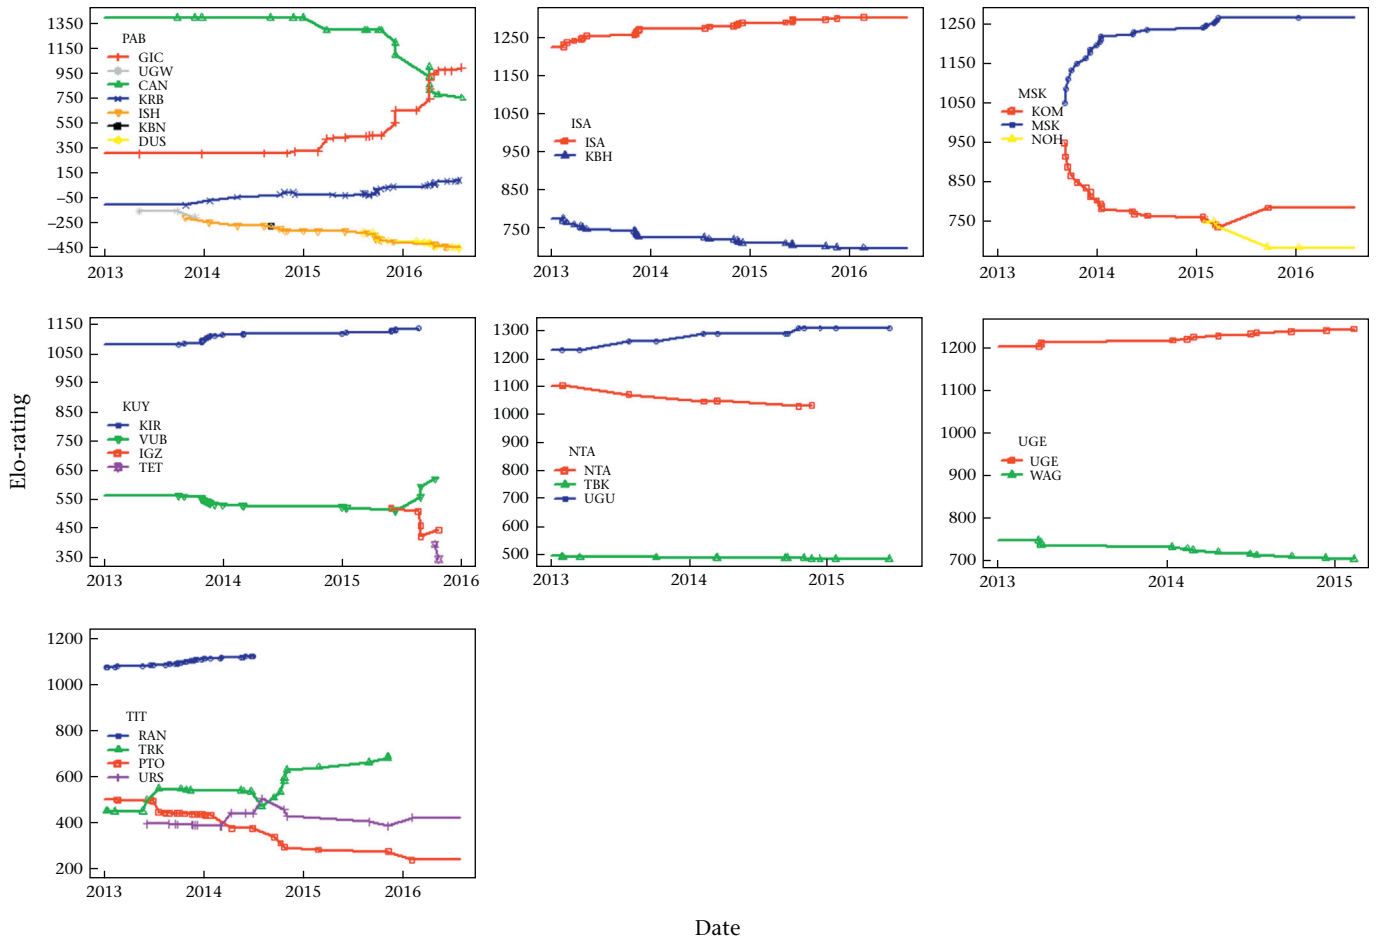 1350
1150
950
750
550
350
150
−50
−250
−450
PAB
GIC
UGW
CAN
KRB
ISH
KBN
DUS
2013 2014 2015 2016
1250
1150
1050
950
850
750
ISA
ISA
KBH
2013 2014 2015 2016
1250
1150
1050
950
850
750
MSK
KOM
MSK
NOH
2013 2014 2015 2016
Elo-rating
1150
1050
950
850
750
650
550
450
350
KUY
KIR
VUB
IGZ
TET
2013 2014 2015 2016
1300
1200
1100
1000
900
800
700
600
500
NTA
NTA
TBK
UGU
2013 2014 2015
1200
1100
1000
900
800
700
UGE
UGE
WAG
2013 2014 2015
1200
1000
800
600
400
200
TIT
RAN
TRK
PTO
URS
2013 2014 2015 2016
Date